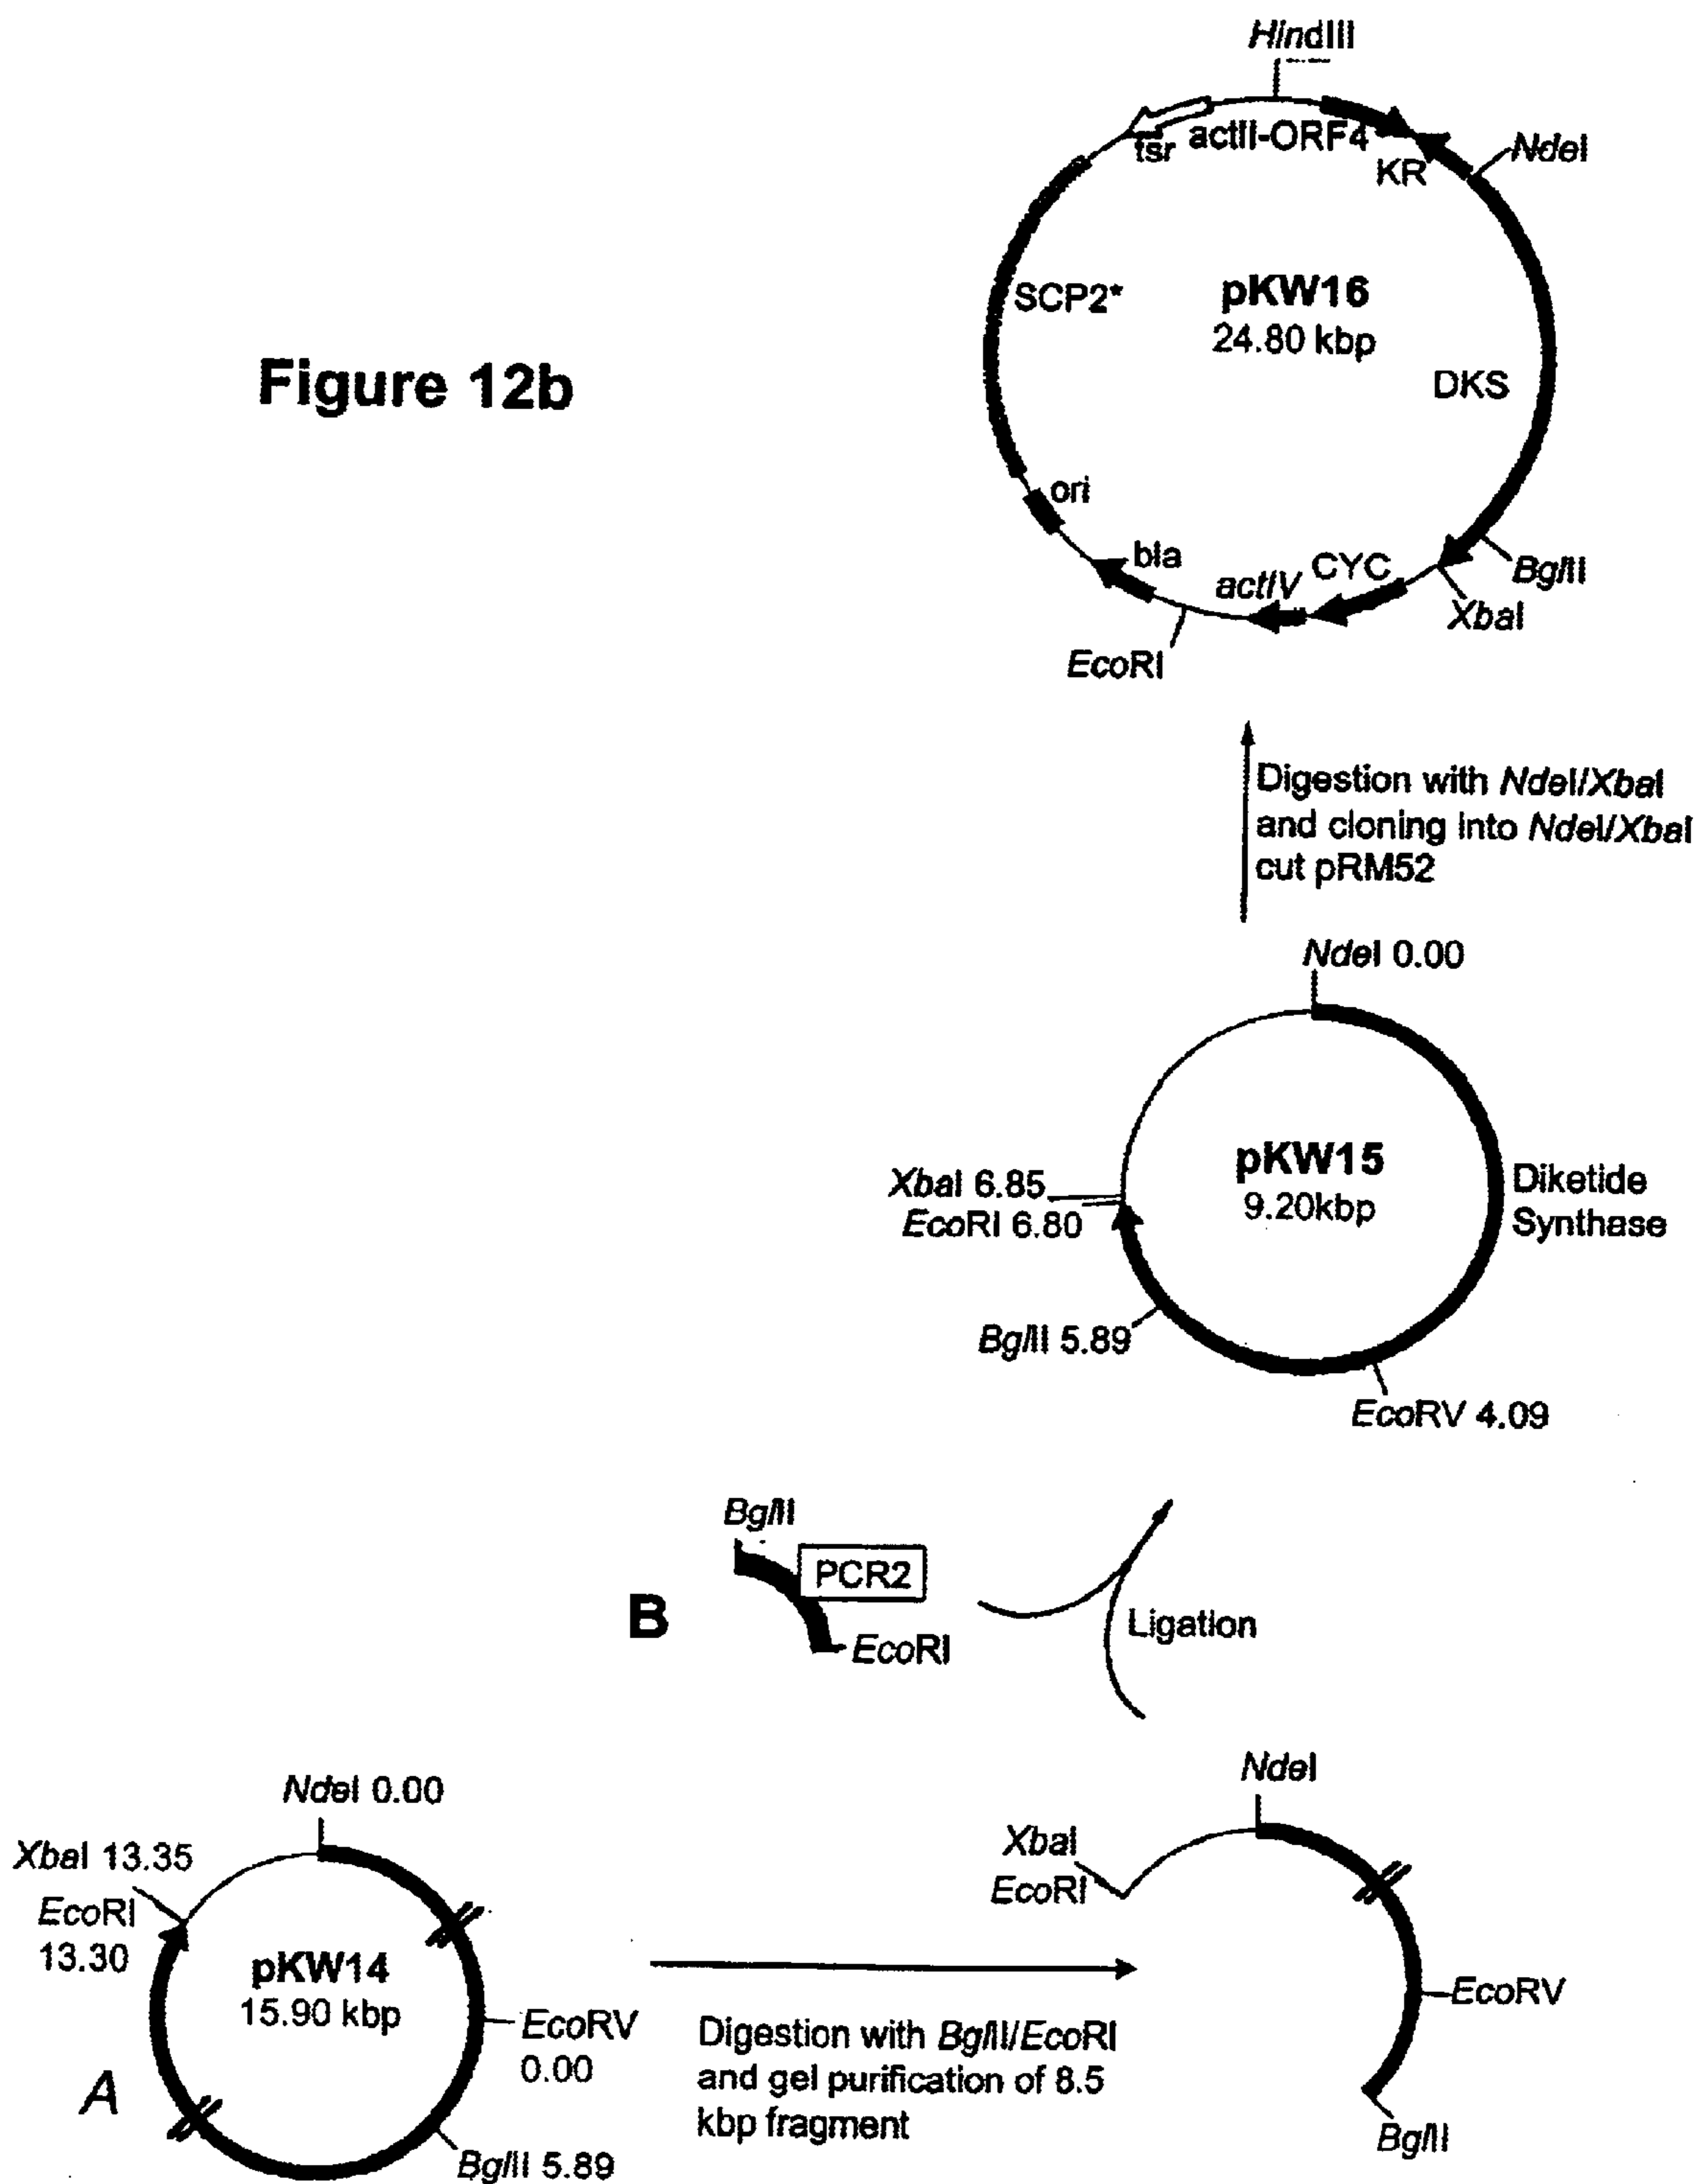 HindIII
actII-ORF4
tsr
KR
NdeI
SCP2*
pKW16
24.80 kbp
DKS
Figure 12b
ori
bla
actIV
CYC
BglII
XbaI
EcoRI
Digestion with NdeI/XbaI
and cloning into NdeI/XbaI
cut pRM52
NdeI 0.00
pKW15
9.20kbp
XbaI 6.85
EcoRI 6.80
Diketide
Synthase
BglII 5.89
EcoRV 4.09
BglII
PCR2
B
EcoRI
Ligation
NdeI 0.00
XbaI 13.35
EcoRI
13.30
pKW14
15.90 kbp
EcoRV
0.00
A
BglII 5.89
Digestion with BglII/EcoRI
and gel purification of 8.5
kbp fragment
NdeI
XbaI
EcoRI
EcoRV
BglII